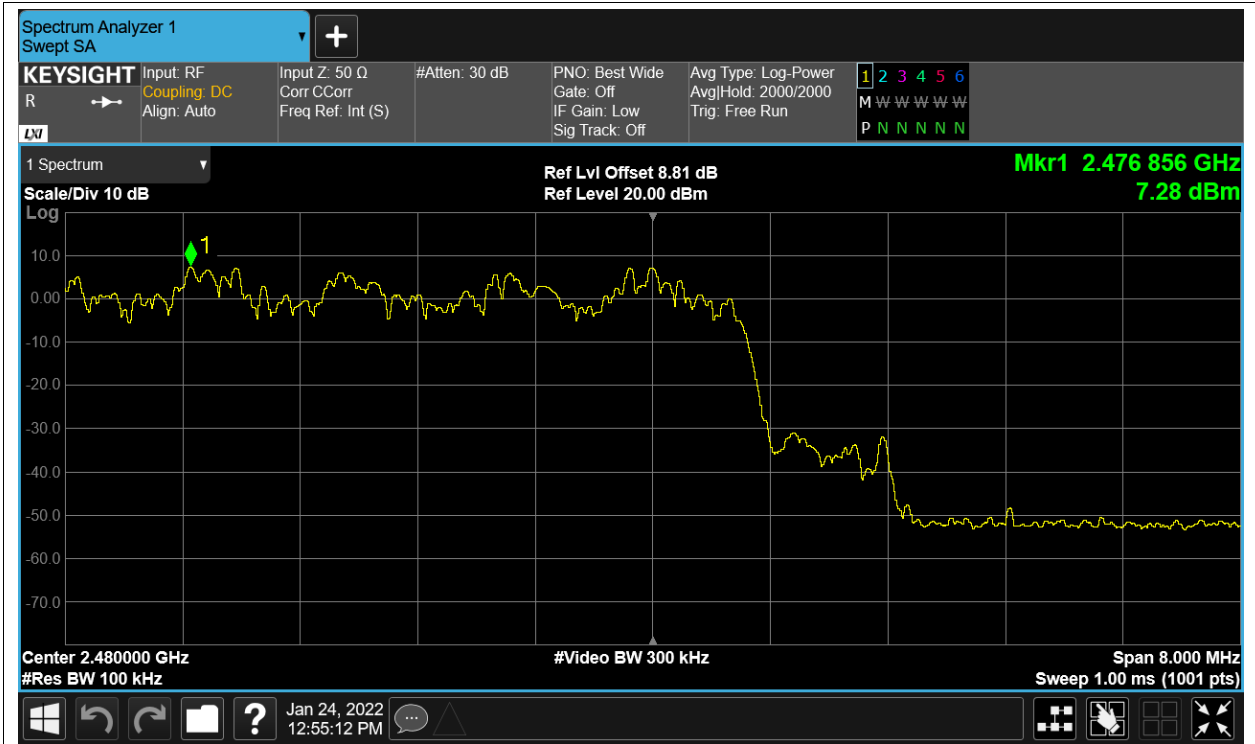 Spectrum Analyzer 1
Swept SA
KEYSIGHT
R
LXI
Input: RF
Coupling: DC
Align: Auto
Input Z: 50 Ω
Corr CCorr
Freq Ref: Int (S)
#Atten: 30 dB
PNO: Best Wide
Gate: Off
IF Gain: Low
Sig Track: Off
Avg Type: Log-Power
Avg|Hold: 2000/2000
Trig: Free Run
1 2 3 4 5 6
M W W W W W W
P N N N N N
1 Spectrum
Scale/Div 10 dB
Log
Ref Lvl Offset 8.81 dB
Ref Level 20.00 dBm
Mkr1 2.476 856 GHz
7.28 dBm
1
10.0
0.00
-10.0
-20.0
-30.0
-40.0
-50.0
-60.0
-70.0
Center 2.480000 GHz
#Video BW 300 kHz
Span 8.000 MHz
#Res BW 100 kHz
Sweep 1.00 ms (1001 pts)
?
Jan 24, 2022
12:55:12 PM